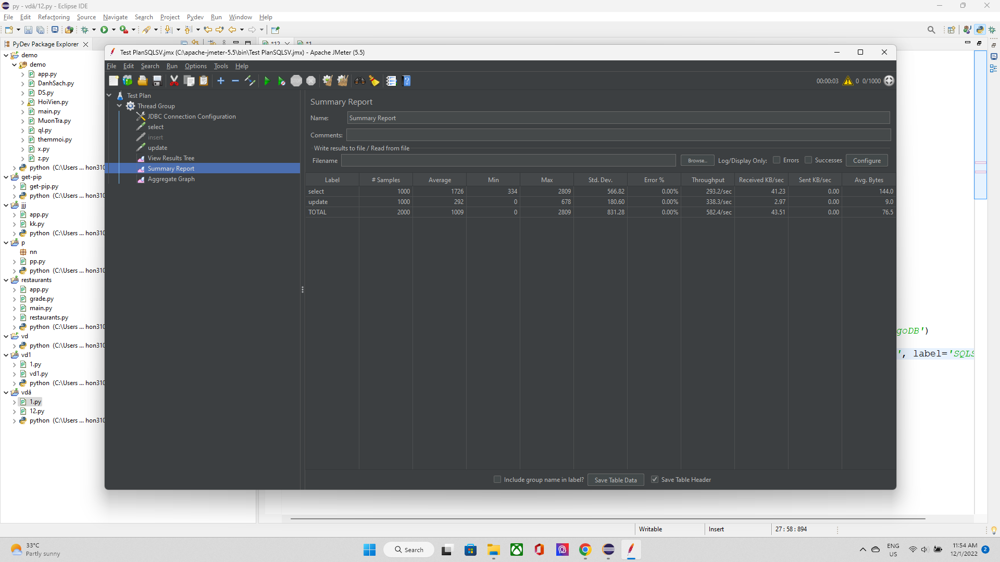 py - vdâ/12.py - Eclipse IDE
File Edit Refactoring Source Navigate Search Project Pydev Run Window Help
PyDev Package Explorer
*12
*1
demo
demo
app.py
DanhSach.py
DS.py
HoiVien.py
main.py
MuonTra.py
ql.py
themmoi.py
x.py
z.py
python (C:\Users ... hon310
get-pip
get-pip.py
python (C:\Users ... hon310
jjj
app.py
kk.py
python (C:\Users ... hon310
p
nn
pp.py
python (C:\Users ... hon310
restaurants
app.py
grade.py
main.py
restaurants.py
python (C:\Users ... hon310
vd
python (C:\Users ... hon310
vd1
1.py
vd1.py
python (C:\Users ... hon310
vdâ
1.py
12.py
python (C:\Users ... hon310
Test PlanSQLSV.jmx (C:\apache-jmeter-5.5\bin\Test PlanSQLSV.jmx) - Apache JMeter (5.5)
File Edit Search Run Options Tools Help
STOP
00:00:03 0 0/1000
Test Plan
Thread Group
JDBC Connection Configuration
select
insert
update
View Results Tree
Summary Report
Aggregate Graph
Summary Report
Name: Summary Report
Comments:
Write results to file / Read from file
Filename Browse... Log/Display Only: Errors Successes Configure
Label # Samples Average Min Max Std. Dev. Error % Throughput Received KB/sec Sent KB/sec Avg. Bytes
select 1000 1726 334 2809 566.82 0.00% 293.2/sec 41.23 0.00 144.0
update 1000 292 0 678 180.60 0.00% 338.3/sec 2.97 0.00 9.0
TOTAL 2000 1009 0 2809 831.28 0.00% 582.4/sec 43.51 0.00 76.5
Include group name in label? Save Table Data Save Table Header
goDB')
', label='SQLS
Writable Insert 27 : 58 : 894
33°C
Partly sunny
Search
ENG
US
11:54 AM
12/1/2022
2